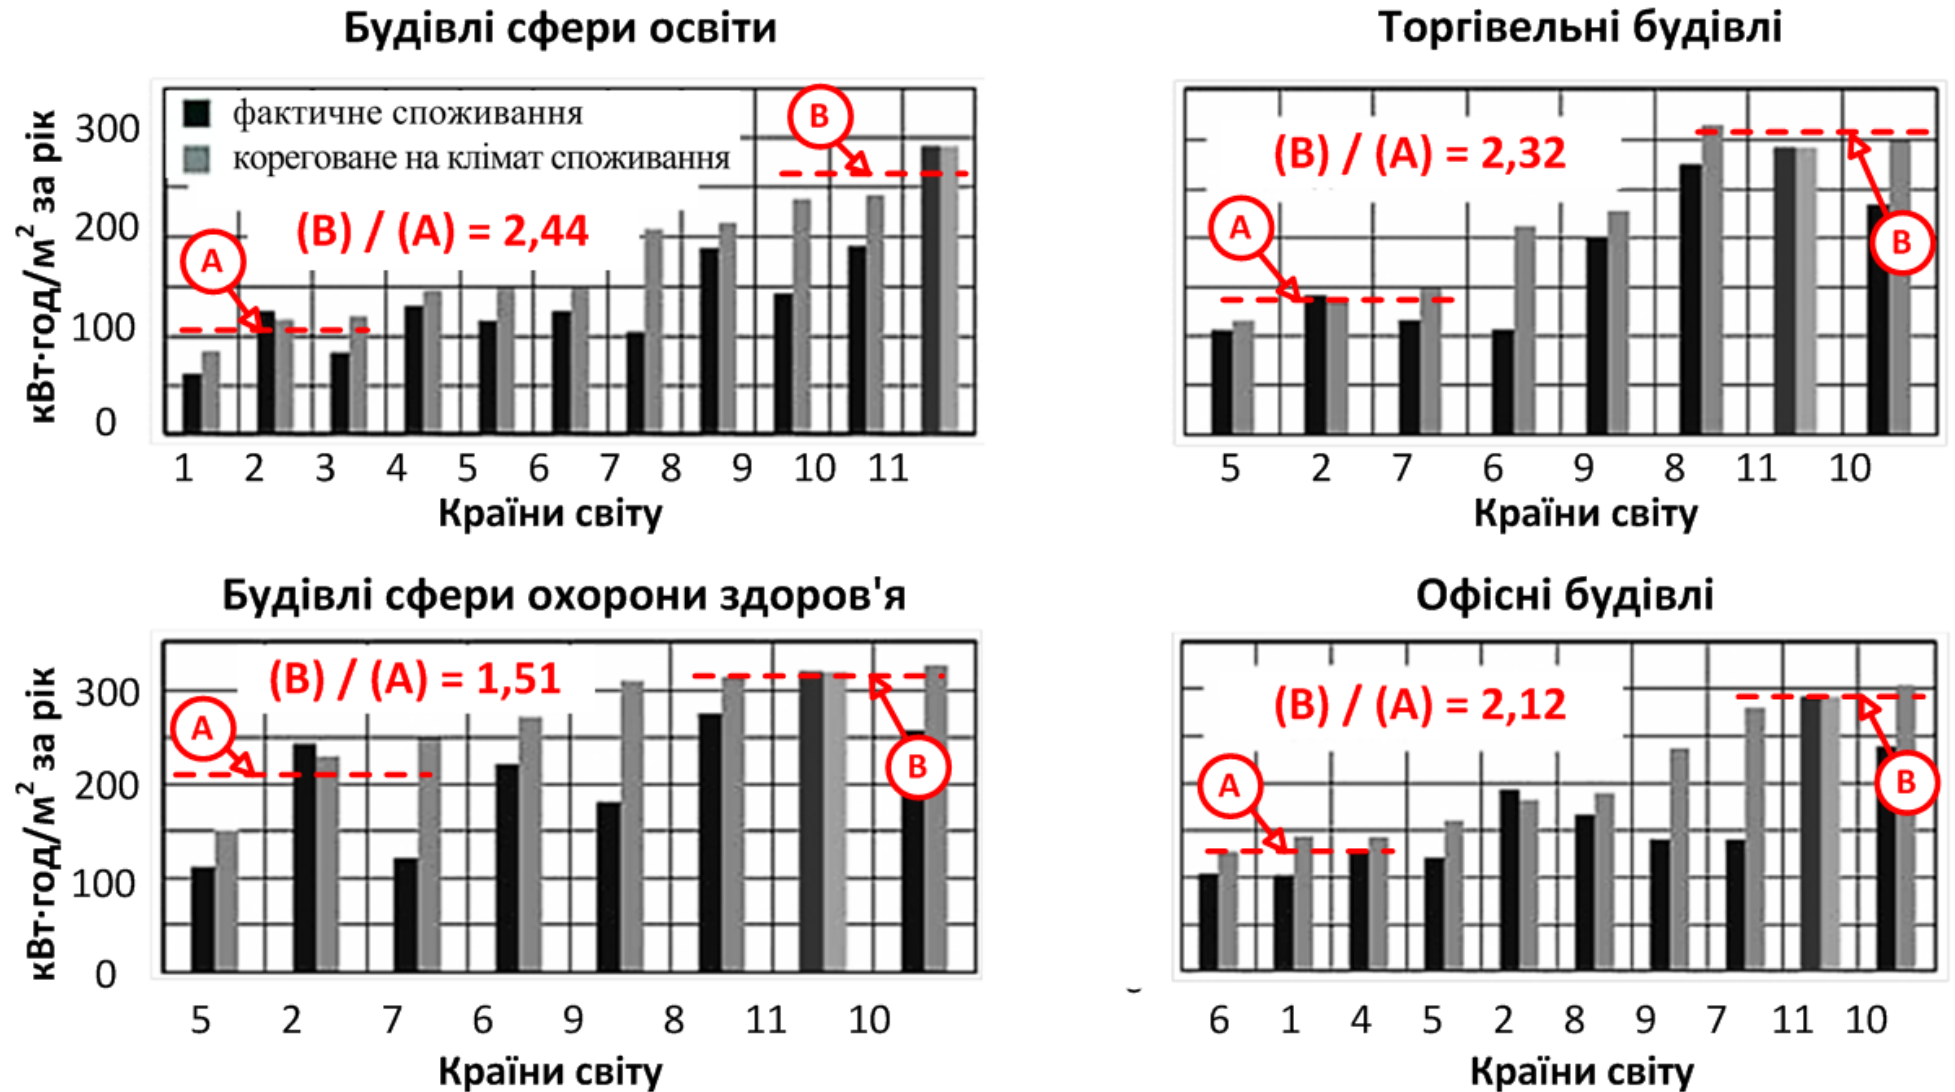 Будівлі сфери освіти
фактичне споживання
кореговане на клімат споживання
(В) / (А) = 2,44
А
В
кВт·год/м² за рік
300
200
100
0
1 2 3 4 5 6 7 8 9 10 11
Країни світу
Торгівельні будівлі
(В) / (А) = 2,32
А
В
5 2 7 6 9 8 11 10
Країни світу
Будівлі сфери охорони здоров'я
(В) / (А) = 1,51
А
В
кВт·год/м² за рік
300
200
100
0
5 2 7 6 9 8 11 10
Країни світу
Офісні будівлі
(В) / (А) = 2,12
А
В
6 1 4 5 2 8 9 7 11 10
Країни світу